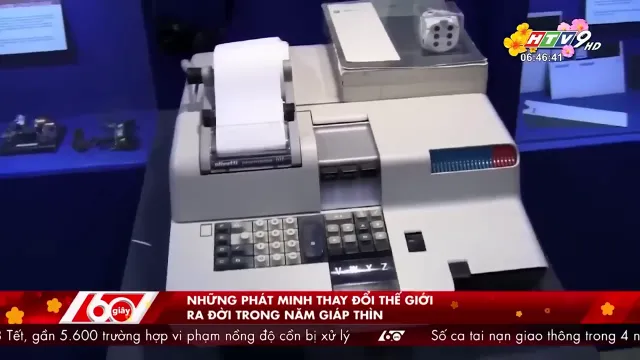 HTV9 HD
06:46:41
olivetti
V W Y Z
60 giây
NHỮNG PHÁT MINH THAY ĐỔI THẾ GIỚI
RA ĐỜI TRONG NĂM GIÁP THÌN
3 Tết, gần 5.600 trường hợp vi phạm nồng độ cồn bị xử lý 60 Số ca tai nạn giao thông trong 4 n